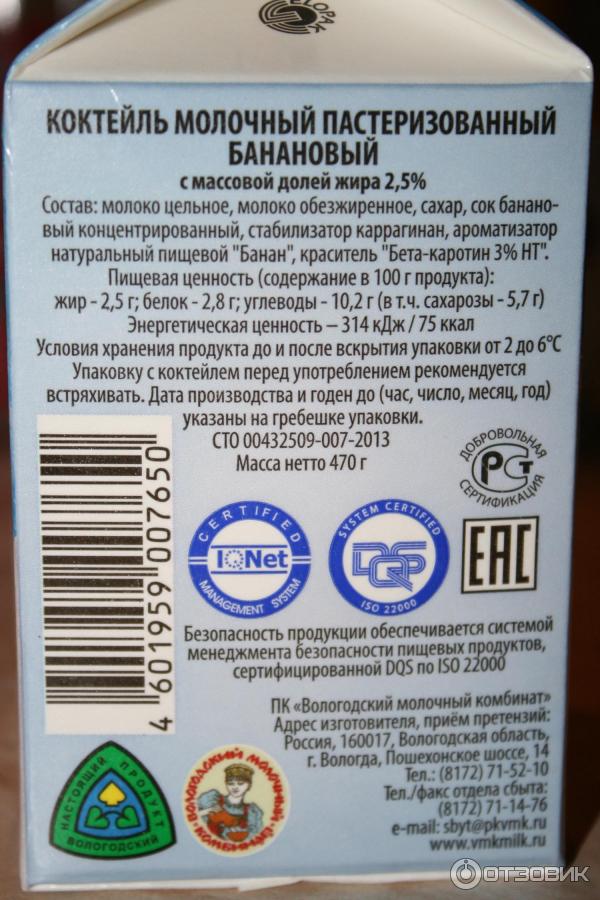 ELOPAK
КОКТЕЙЛЬ МОЛОЧНЫЙ ПАСТЕРИЗОВАННЫЙ
БАНАНОВЫЙ
с массовой долей жира 2,5%
Состав: молоко цельное, молоко обезжиренное, сахар, сок банано-
вый концентрированный, стабилизатор каррагинан, ароматизатор
натуральный пищевой "Банан", краситель "Бета-каротин 3% НТ".
Пищевая ценность (содержание в 100 г продукта):
жир - 2,5 г; белок - 2,8 г; углеводы - 10,2 г (в т.ч. сахарозы - 5,7 г)
Энергетическая ценность – 314 кДж / 75 ккал
Условия хранения продукта до и после вскрытия упаковки от 2 до 6°С
Упаковку с коктейлем перед употреблением рекомендуется
встряхивать. Дата производства и годен до (час, число, месяц, год)
указаны на гребешке упаковки.
СТО 00432509-007-2013
Масса нетто 470 г
ДОБРОВОЛЬНАЯ
РСТ
СЕРТИФИКАЦИЯ
4 601959 007650
CERTIFIED
IQNet
MANAGEMENT SYSTEM
SYSTEM CERTIFIED
DQS
ISO 22000
ЕАС
Безопасность продукции обеспечивается системой
менеджмента безопасности пищевых продуктов,
сертифицированной DQS по ISO 22000
ПК «Вологодский молочный комбинат»
Адрес изготовителя, приём претензий:
Россия, 160017, Вологодская область,
г. Вологда, Пошехонское шоссе, 14
Тел.: (8172) 71-52-10
Тел./факс отдела сбыта:
(8172) 71-14-76
e-mail: sbyt@pkvmk.ru
www.vmkmilk.ru
НАСТОЯЩИЙ ПРОДУКТ
ВОЛОГОДСКИЙ
ВОЛОГОДСКИЙ МОЛОЧНЫЙ
КОМБИНАТ
ОТЗОВИК